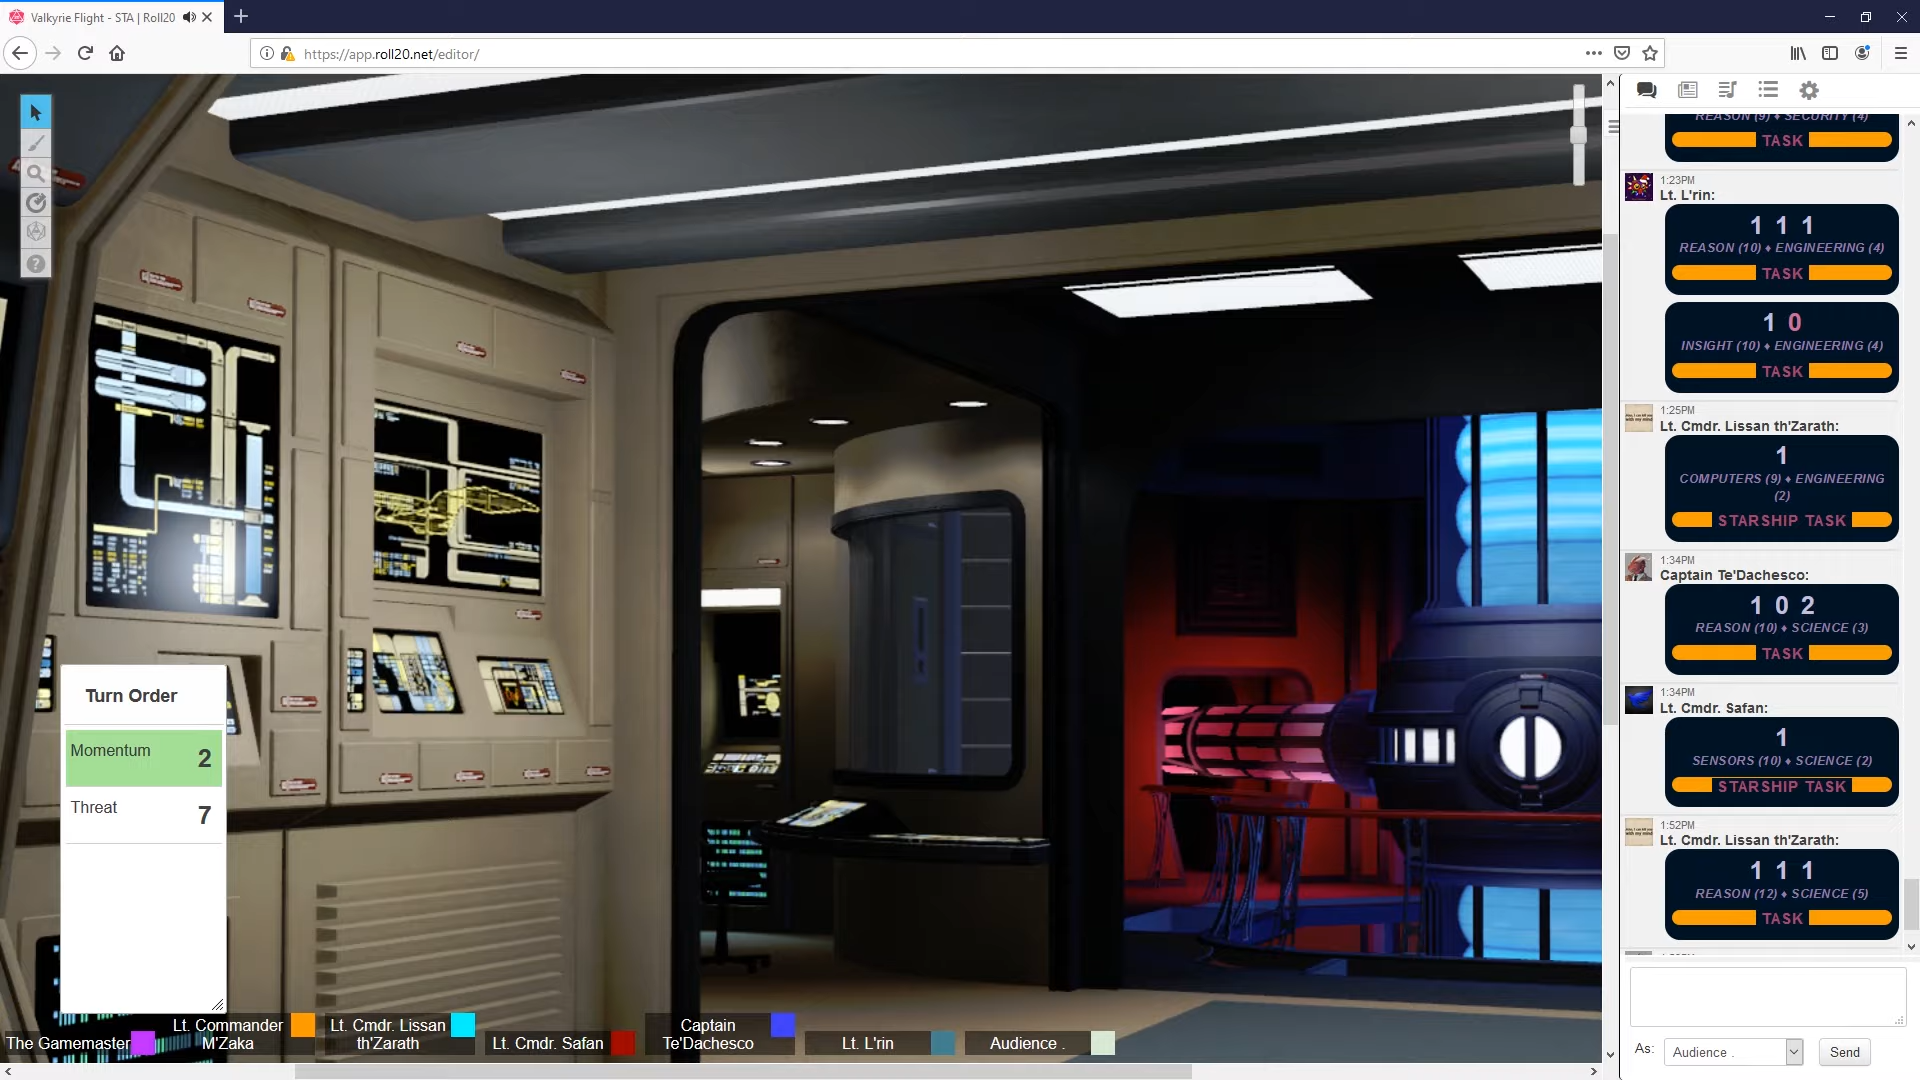 Valkyrie Flight - STA | Roll20
https://app.roll20.net/editor/
REASON (9) ♦ SECURITY (4)
TASK
1:23PM
Lt. L'rin:
1 1 1
REASON (10) ♦ ENGINEERING (4)
TASK
1 0
INSIGHT (10) ♦ ENGINEERING (4)
TASK
1:25PM
Lt. Cmdr. Lissan th'Zarath:
1
COMPUTERS (9) ♦ ENGINEERING
(2)
STARSHIP TASK
1:34PM
Captain Te'Dachesco:
1 0 2
REASON (10) ♦ SCIENCE (3)
TASK
1:34PM
Lt. Cmdr. Safan:
1
SENSORS (10) ♦ SCIENCE (2)
STARSHIP TASK
1:52PM
Lt. Cmdr. Lissan th'Zarath:
1 1 1
REASON (12) ♦ SCIENCE (5)
TASK
As:
Audience .
Send
Turn Order
Momentum 2
Threat 7
The Gamemaster
Lt. Commander
M'Zaka
Lt. Cmdr. Lissan
th'Zarath
Lt. Cmdr. Safan
Captain
Te'Dachesco
Lt. L'rin
Audience .